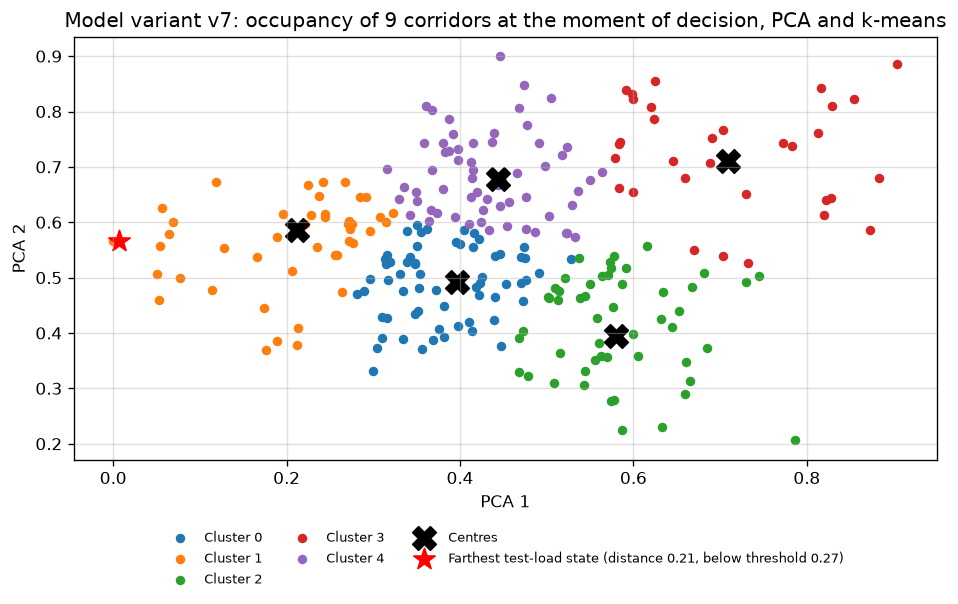 Model variant v7: occupancy of 9 corridors at the moment of decision, PCA and k-means
PCA 2
0.9
0.8
0.7
0.6
0.5
0.4
0.3
0.2
0.0
0.2
0.4
0.6
0.8
PCA 1
Cluster 0
Cluster 1
Cluster 2
Cluster 3
Cluster 4
Centres
Farthest test-load state (distance 0.21, below threshold 0.27)